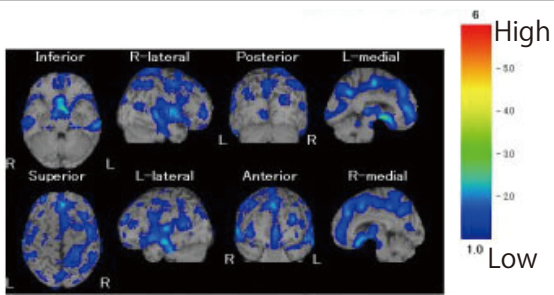 6
High
Inferior R-lateral Posterior L-medial
50
40
30
20
L R
R L
Superior L-lateral Anterior R-medial
L R R L
1.0
Low